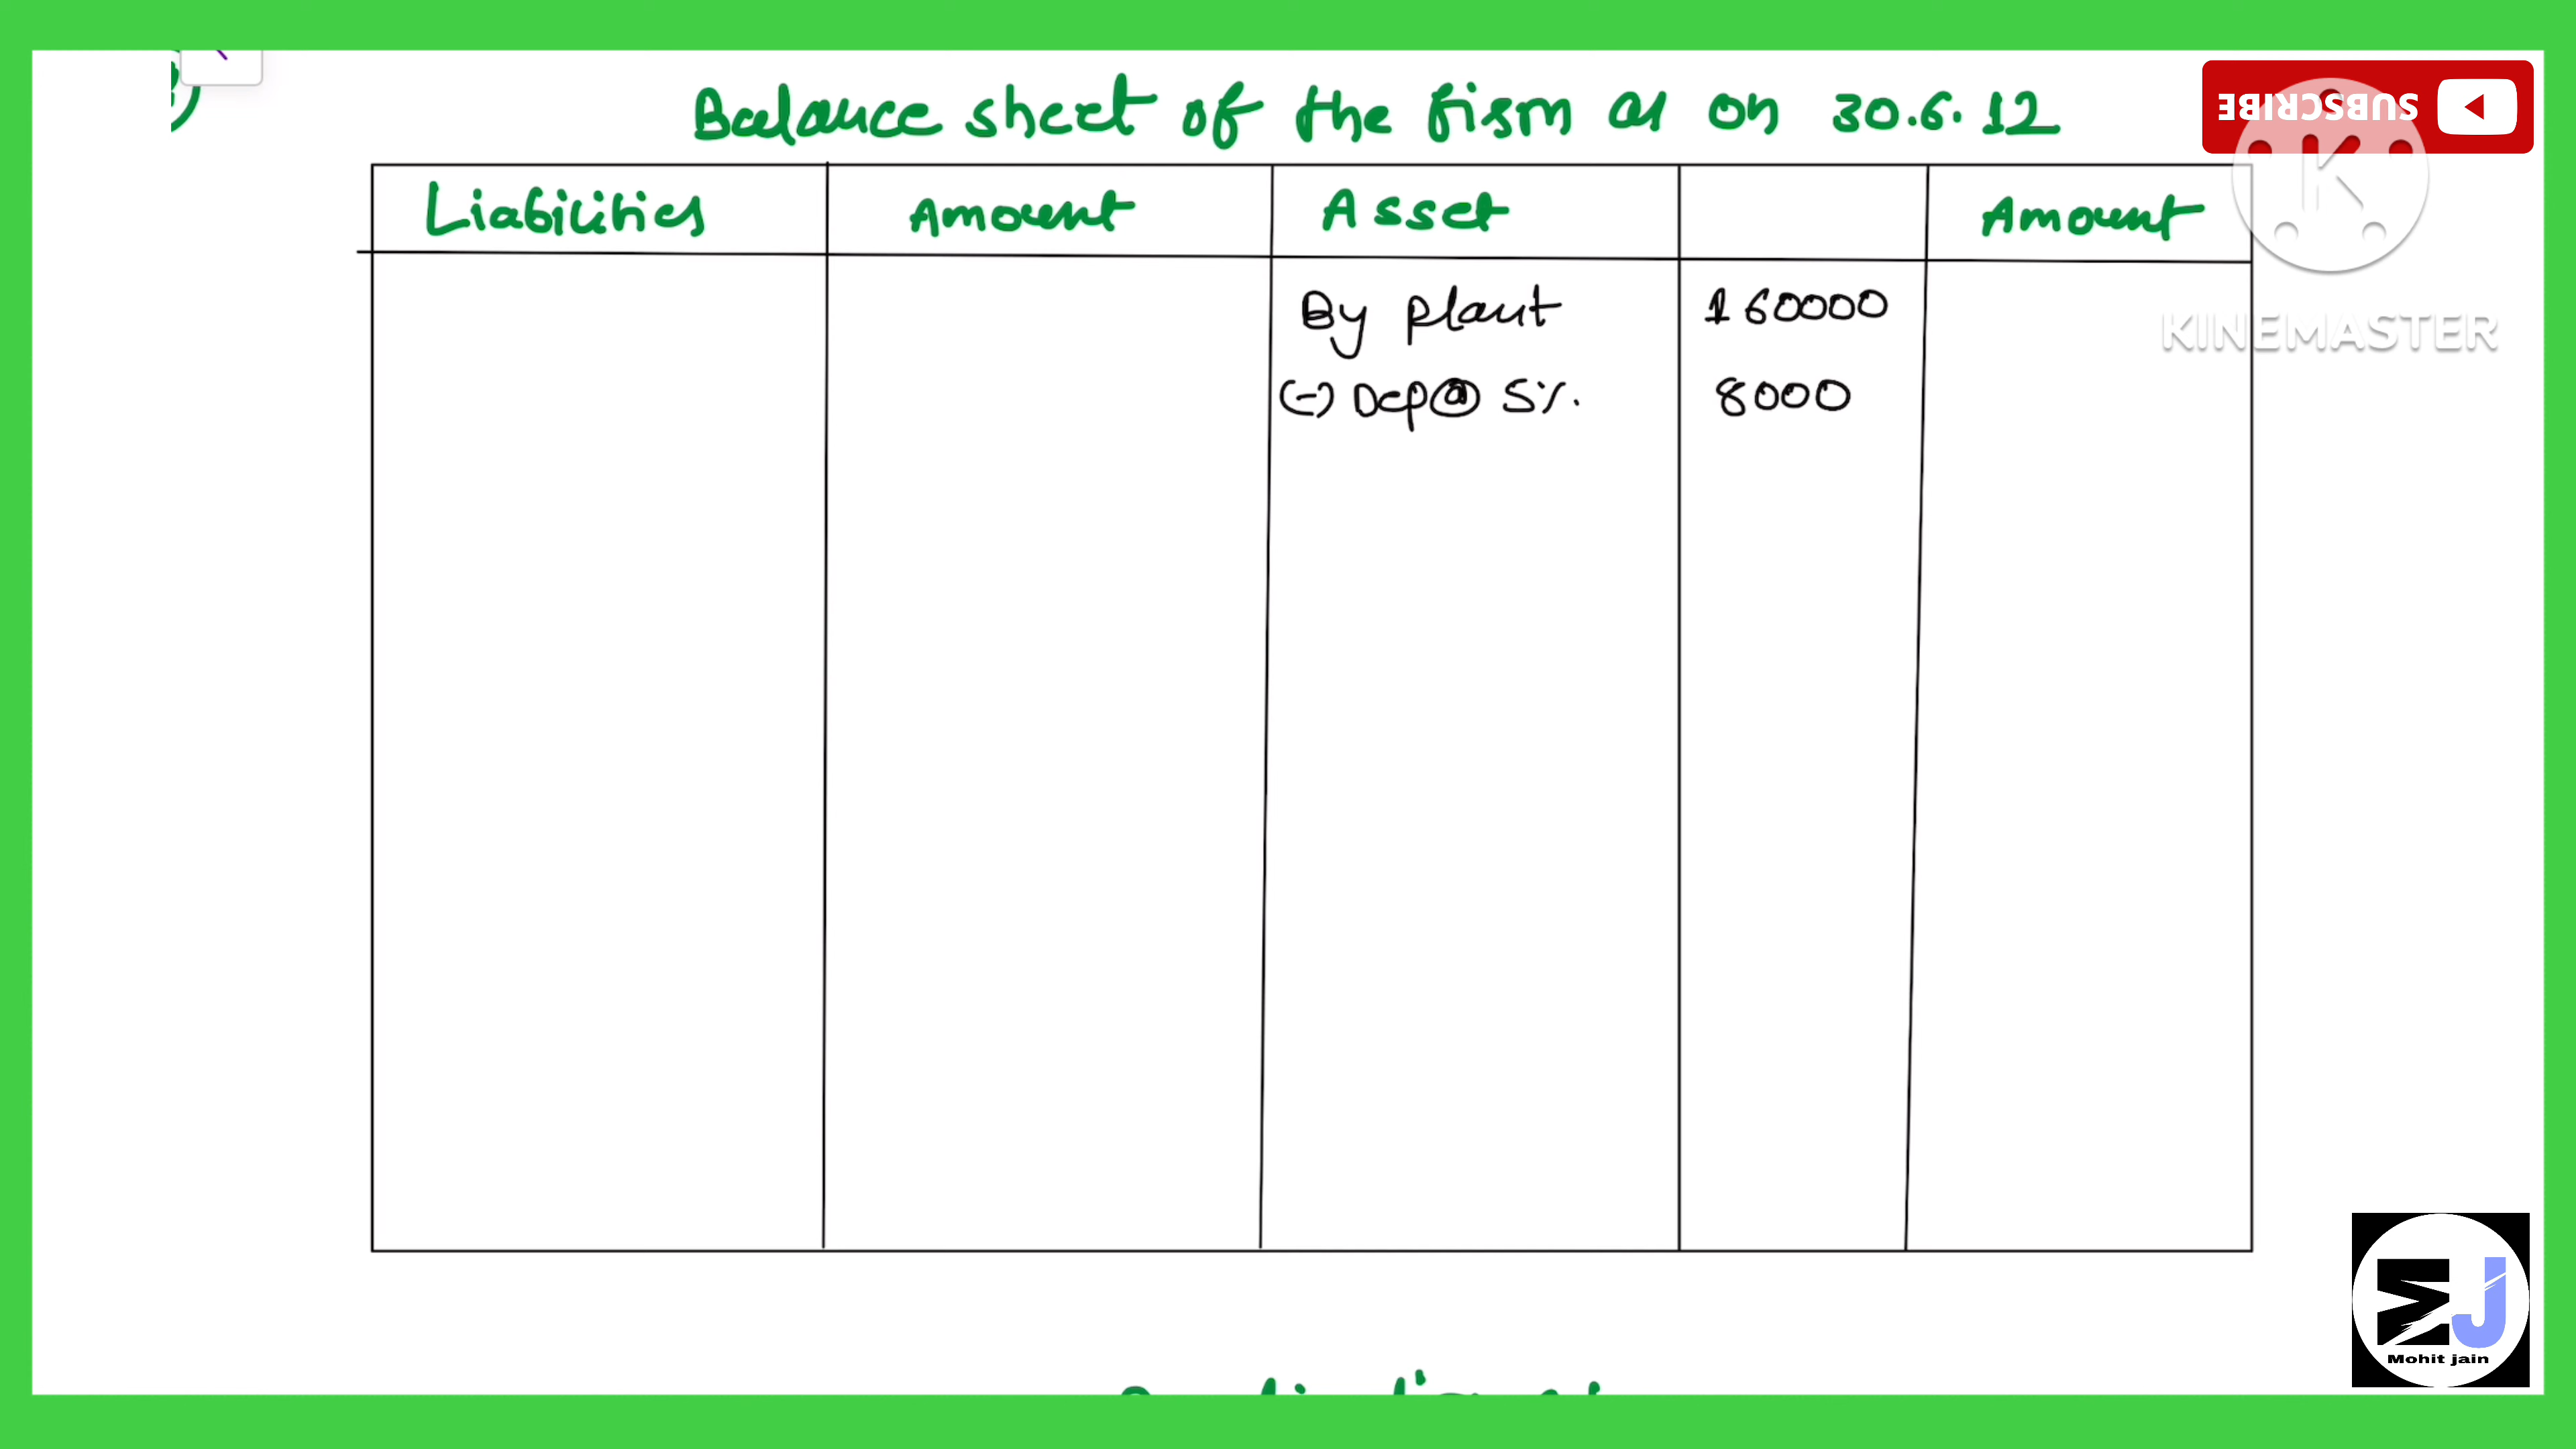 Balance sheet of the firm as on 30.6.12
SUBSCRIBE
Liabilities Amount Asset Amount
By plant 160000
KINEMASTER
(-) Dep@ 5%. 8000
MJ
Mohit jain